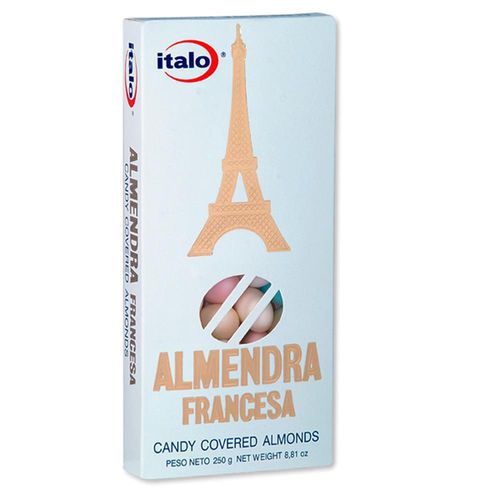 italo®
ALMENDRA
FRANCESA
CANDY COVERED ALMONDS
PESO NETO 250 g NET WEIGHT 8,81 oz
italo®
ALMENDRA FRANCESA
CANDY COVERED ALMONDS